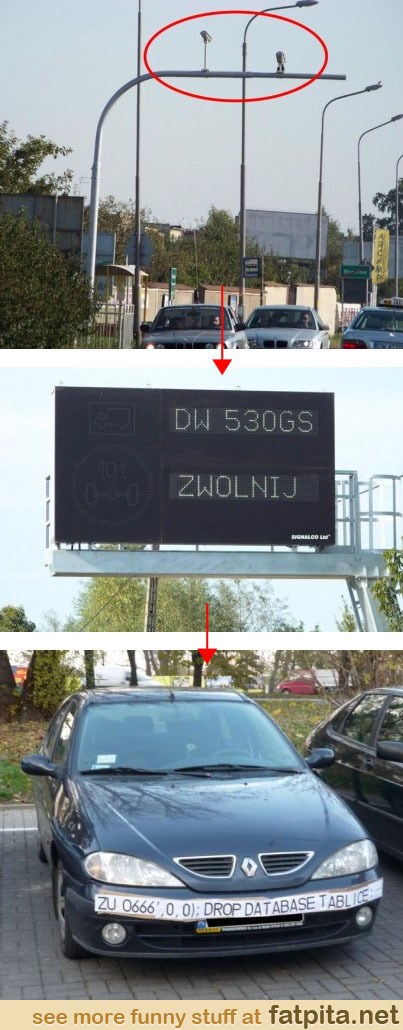 DW 530GS
10t
ZWOLNIJ
SIGNALCO Ltd
ZU 0666',0,0); DROP DATABASE TABLICE;
see more funny stuff at fatpita.net